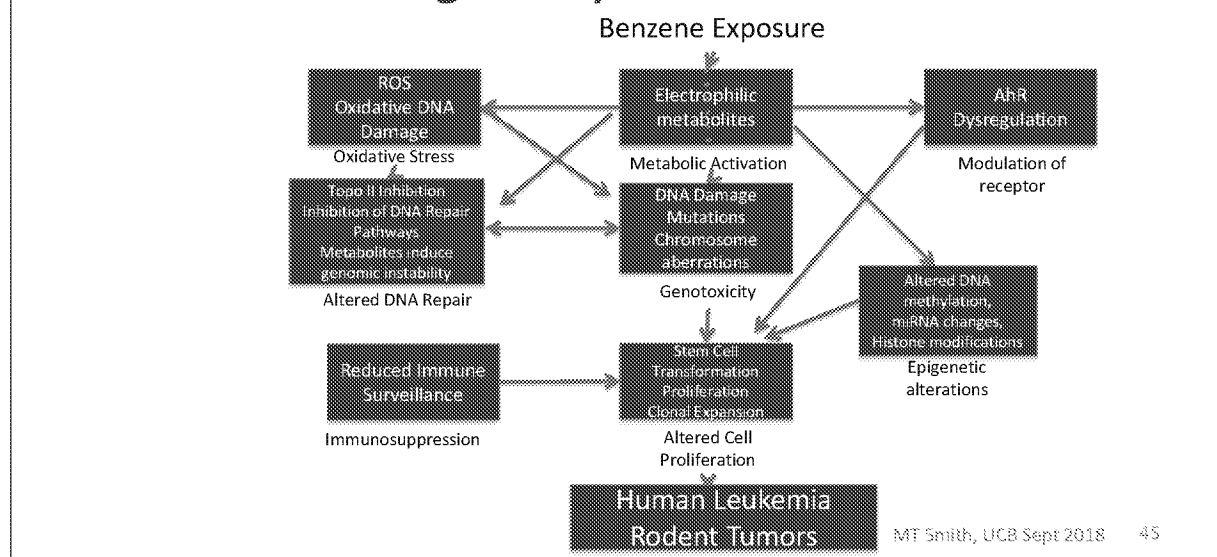 Benzene Exposure
ROS
Oxidative DNA
Damage
Oxidative Stress
Electrophilic
metabolites
Metabolic Activation
AhR
Dysregulation
Modulation of
receptor
Topo II Inhibition
Inhibition of DNA Repair
Pathways
Metabolites induce
genomic instability
Altered DNA Repair
DNA Damage
Mutations
Chromosome
aberrations
Genotoxicity
Altered DNA
methylation,
miRNA changes,
Histone modifications
Epigenetic
alterations
Reduced Immune
Surveillance
Immunosuppression
Stem Cell
Transformation
Proliferation
Clonal Expansion
Altered Cell
Proliferation
Human Leukemia
Rodent Tumors
MT Smith, UCB Sept 2018 45